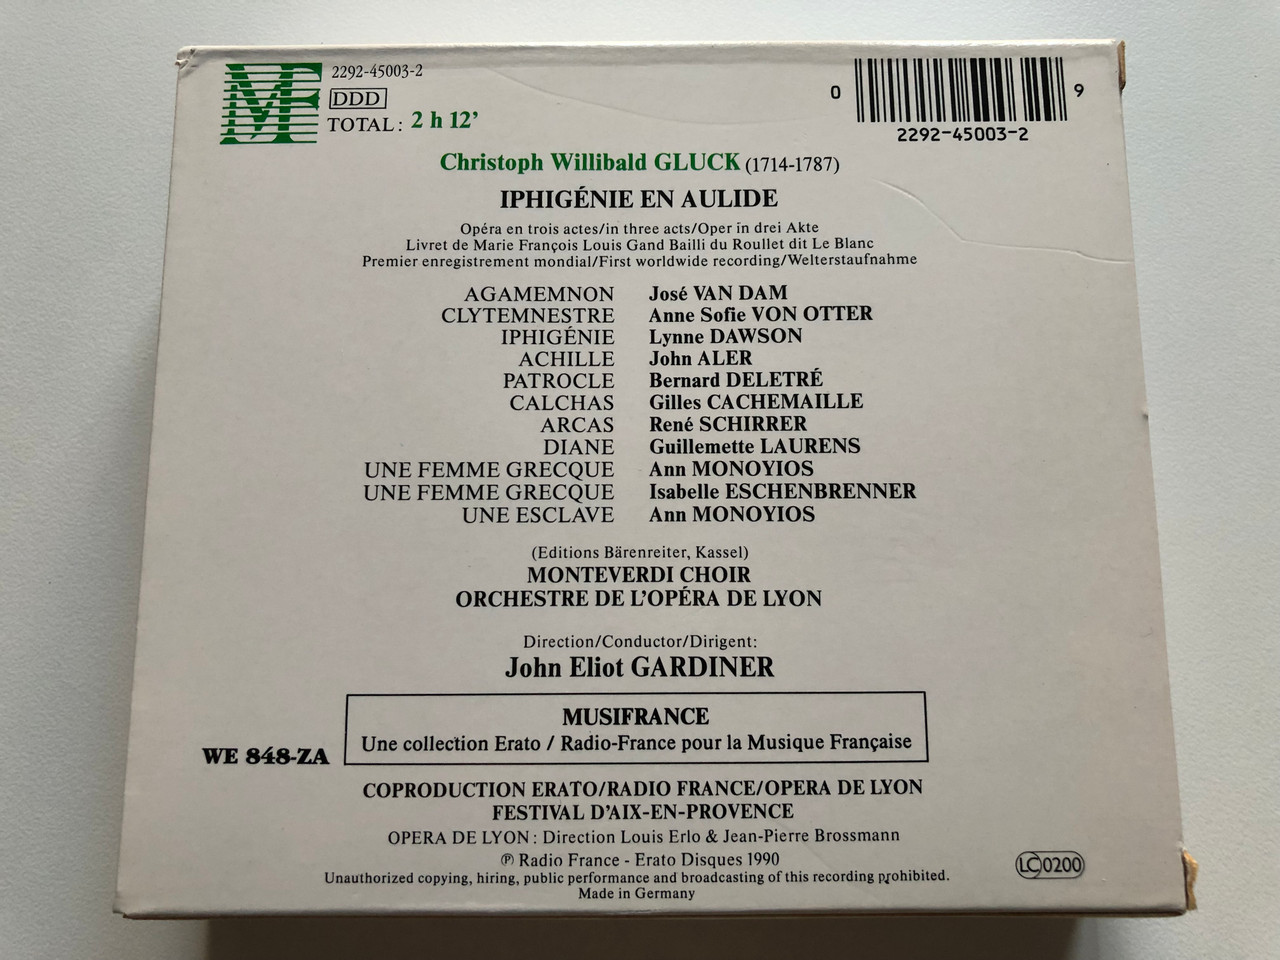 MF
2292-45003-2
DDD
TOTAL: 2 h 12'
0 9
2292-45003-2
Christoph Willibald GLUCK (1714-1787)
IPHIGÉNIE EN AULIDE
Opéra en trois actes/in three acts/Oper in drei Akte
Livret de Marie François Louis Gand Bailli du Roullet dit Le Blanc
Premier enregistrement mondial/First worldwide recording/Welterstaufnahme
AGAMEMNON José VAN DAM
CLYTEMNESTRE Anne Sofie VON OTTER
IPHIGÉNIE Lynne DAWSON
ACHILLE John ALER
PATROCLE Bernard DELETRÉ
CALCHAS Gilles CACHEMAILLE
ARCAS René SCHIRRER
DIANE Guillemette LAURENS
UNE FEMME GRECQUE Ann MONOYIOS
UNE FEMME GRECQUE Isabelle ESCHENBRENNER
UNE ESCLAVE Ann MONOYIOS
(Editions Bärenreiter, Kassel)
MONTEVERDI CHOIR
ORCHESTRE DE L'OPÉRA DE LYON
Direction/Conductor/Dirigent:
John Eliot GARDINER
MUSIFRANCE
Une collection Erato / Radio-France pour la Musique Française
WE 848-ZA
COPRODUCTION ERATO/RADIO FRANCE/OPERA DE LYON
FESTIVAL D'AIX-EN-PROVENCE
OPERA DE LYON : Direction Louis Erlo & Jean-Pierre Brossmann
℗ Radio France - Erato Disques 1990
LC 0200
Unauthorized copying, hiring, public performance and broadcasting of this recording prohibited.
Made in Germany